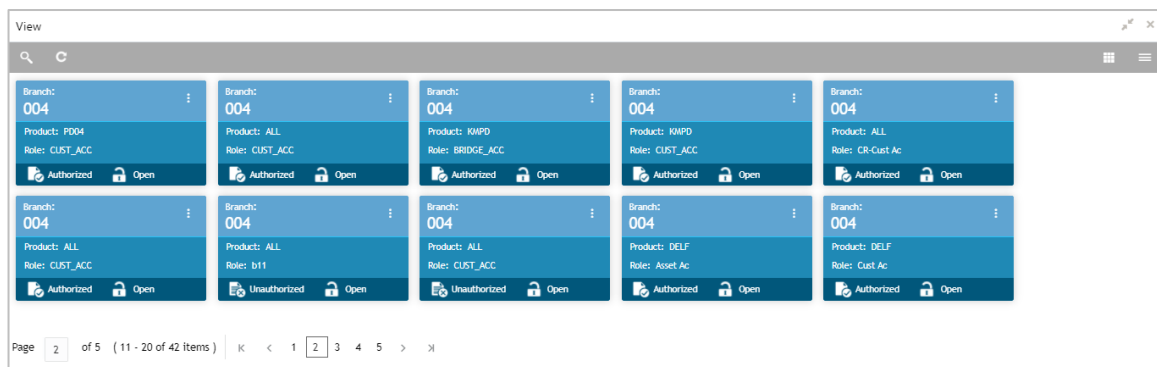 View
Branch:
004
Product: PD04
Role: CUST_ACC
Authorized Open
Branch:
004
Product: ALL
Role: CUST_ACC
Authorized Open
Branch:
004
Product: KMPD
Role: BRIDGE_ACC
Authorized Open
Branch:
004
Product: KMPD
Role: CUST_ACC
Authorized Open
Branch:
004
Product: ALL
Role: CR-Cust Ac
Authorized Open
Branch:
004
Product: ALL
Role: CUST_ACC
Authorized Open
Branch:
004
Product: ALL
Role: b11
Unauthorized Open
Branch:
004
Product: ALL
Role: CUST_ACC
Unauthorized Open
Branch:
004
Product: DELF
Role: Asset Ac
Authorized Open
Branch:
004
Product: DELF
Role: Cust Ac
Authorized Open
Page 2 of 5 ( 11 - 20 of 42 items ) 1 2 3 4 5